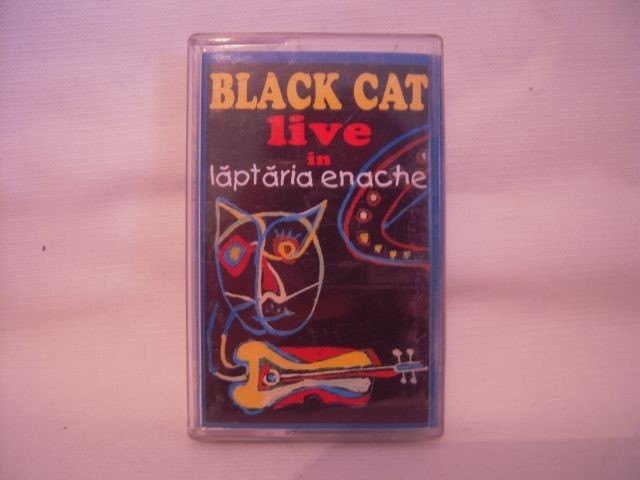 BLACK CAT
live
in
lăptăria enache